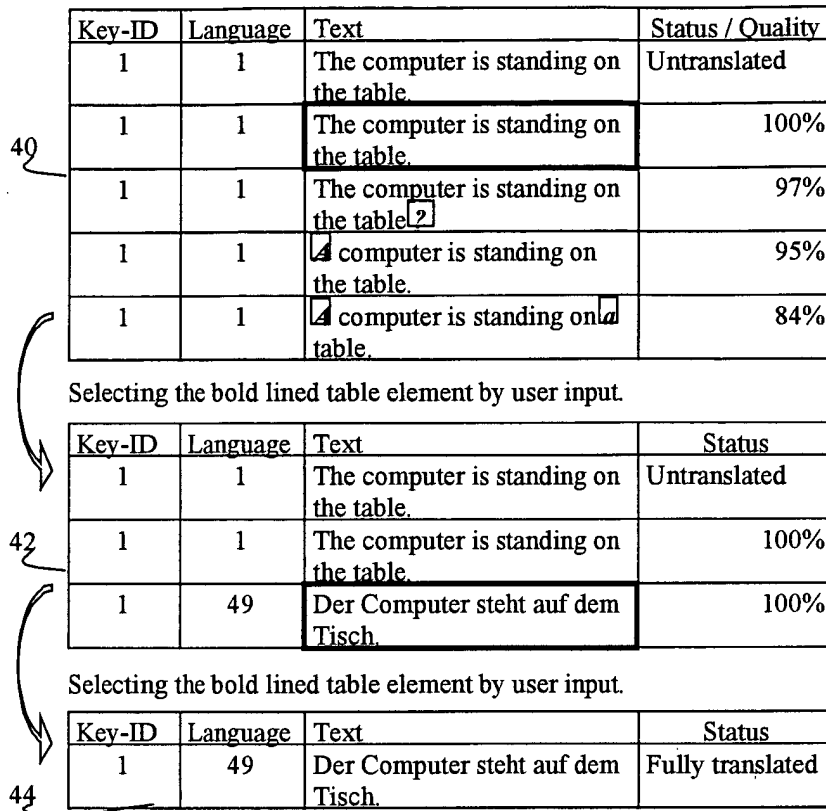 Key-ID Language Text Status / Quality
1 1 The computer is standing on Untranslated
the table.
1 1 The computer is standing on 100%
the table.
40
1 1 The computer is standing on 97%
the table?
1 1 A computer is standing on 95%
the table.
1 1 A computer is standing on a 84%
table.
Selecting the bold lined table element by user input.
Key-ID Language Text Status
1 1 The computer is standing on Untranslated
the table.
42
1 1 The computer is standing on 100%
the table.
1 49 Der Computer steht auf dem 100%
Tisch.
Selecting the bold lined table element by user input.
Key-ID Language Text Status
1 49 Der Computer steht auf dem Fully translated
44
Tisch.